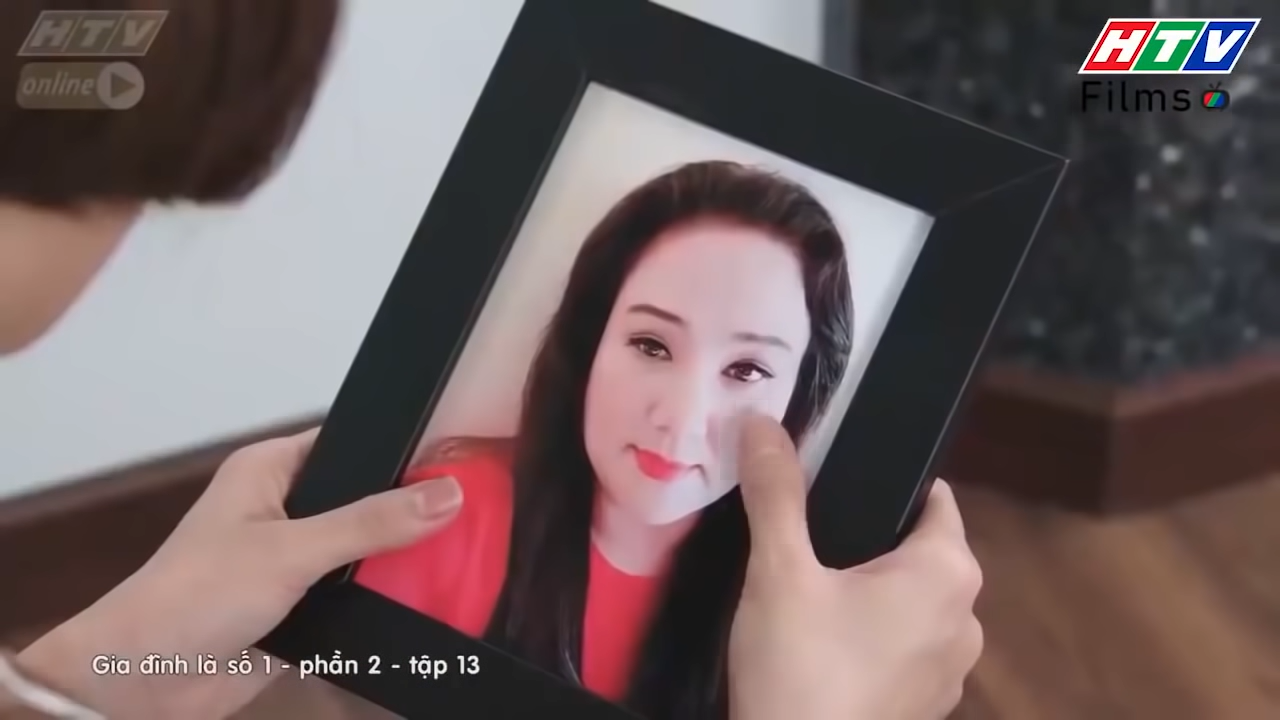 HTV
online
HTV
Films
Gia đình là số 1 - phần 2 - tập 13